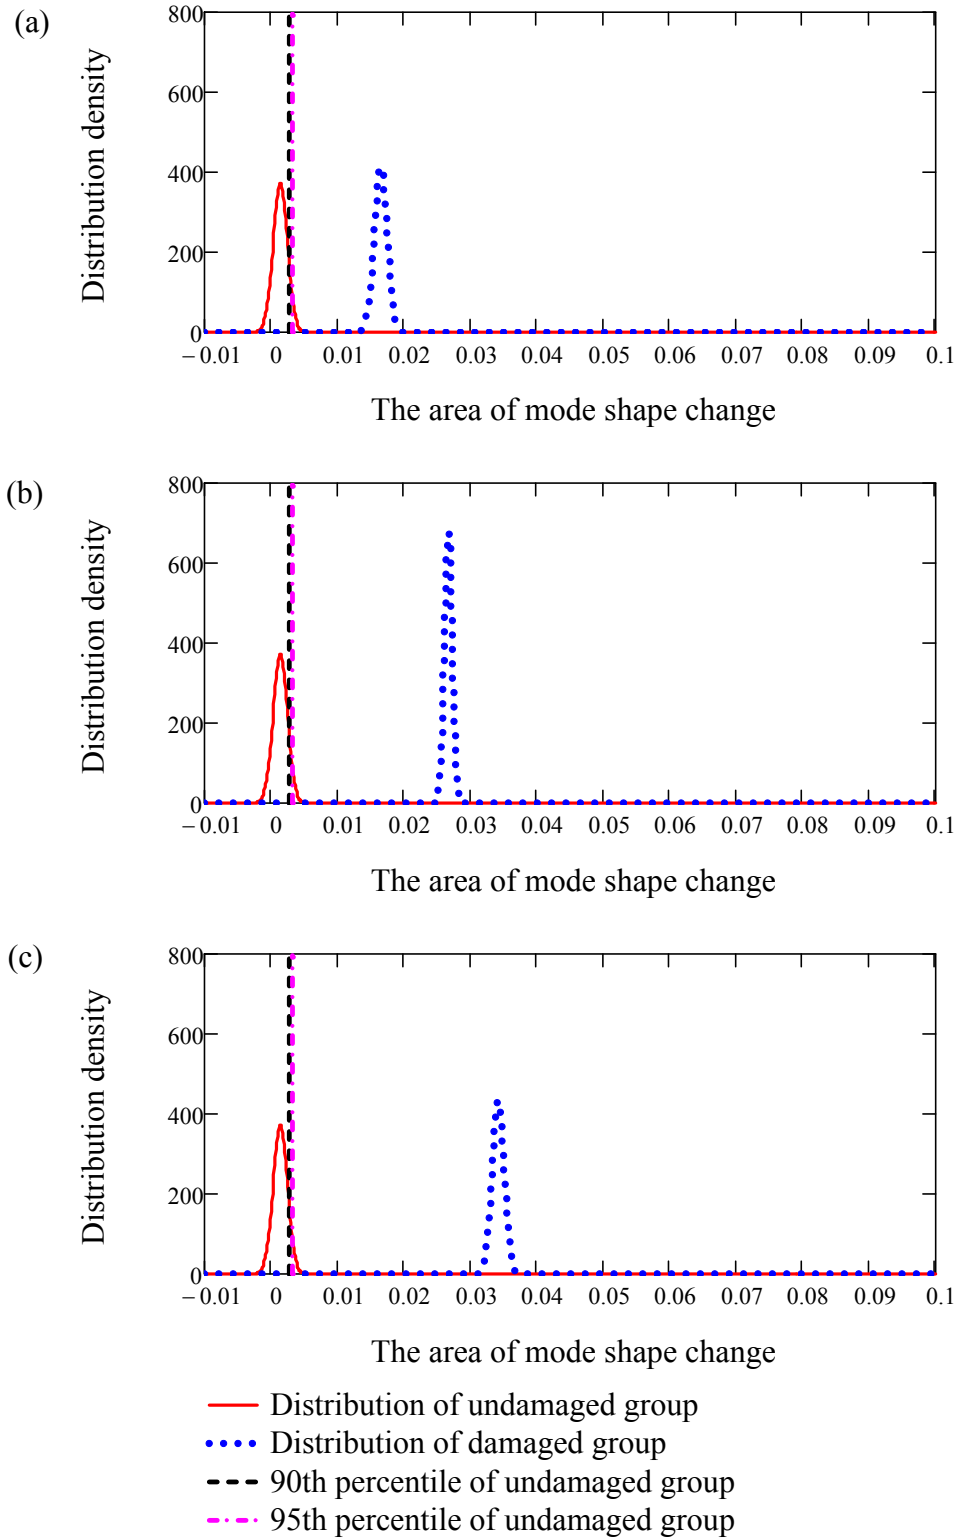 (a)
Distribution density
800
600
400
200
0
−0.01 0 0.01 0.02 0.03 0.04 0.05 0.06 0.07 0.08 0.09 0.1
The area of mode shape change
(b)
Distribution density
800
600
400
200
0
−0.01 0 0.01 0.02 0.03 0.04 0.05 0.06 0.07 0.08 0.09 0.1
The area of mode shape change
(c)
Distribution density
800
600
400
200
0
−0.01 0 0.01 0.02 0.03 0.04 0.05 0.06 0.07 0.08 0.09 0.1
The area of mode shape change
Distribution of undamaged group
Distribution of damaged group
90th percentile of undamaged group
95th percentile of undamaged group